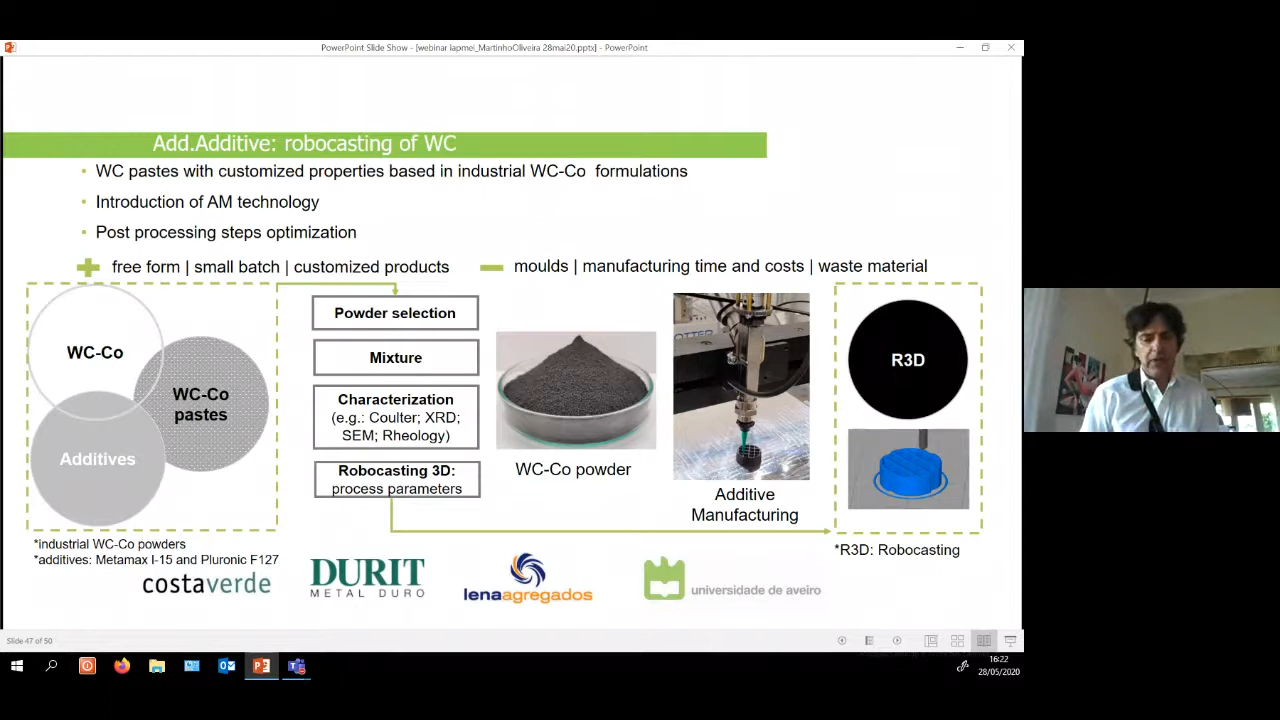 PowerPoint Slide Show - [webinar Iapmei_MartinhoOliveira 28mai20.pptx] - PowerPoint
Add.Additive: robocasting of WC
• WC pastes with customized properties based in industrial WC-Co formulations
• Introduction of AM technology
• Post processing steps optimization
free form | small batch | customized products
moulds | manufacturing time and costs | waste material
WC-Co
WC-Co
pastes
Additives
*industrial WC-Co powders
*additives: Metamax I-15 and Pluronic F127
Powder selection
Mixture
Characterization
(e.g.: Coulter; XRD;
SEM; Rheology)
Robocasting 3D:
process parameters
WC-Co powder
Additive
Manufacturing
R3D
*R3D: Robocasting
costaverde
DURIT
METAL DURO
lenaagregados
universidade de aveiro
Slide 47 of 50
16:22
28/05/2020